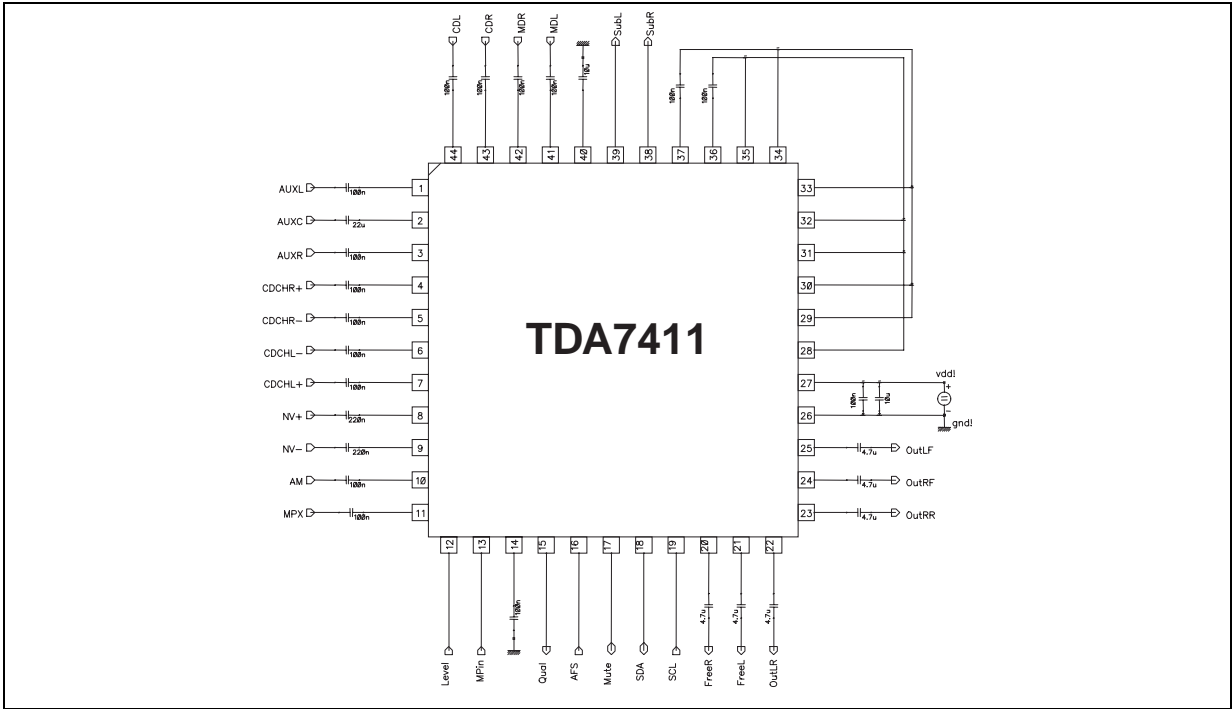 CDL
CDR
MDR
MDL
SubL
SubR
100n
100n
100n
100n
10u
100n
100n
44
43
42
41
40
39
38
37
36
35
34
AUXL
100n
1
AUXC
22u
2
AUXR
100n
3
CDCHR+
100n
4
CDCHR-
100n
5
CDCHL-
100n
6
CDCHL+
100n
7
NV+
220n
8
NV-
220n
9
AM
100n
10
MPX
100n
11
TDA7411
33
32
31
30
29
28
27
26
25
24
23
vdd!
+
-
gnd!
100n
10u
4.7u
OutLF
4.7u
OutRF
4.7u
OutRR
12
13
14
15
16
17
18
19
20
21
22
100n
4.7u
4.7u
4.7u
Level
MPin
Qual
AFS
Mute
SDA
SCL
FreeR
FreeL
OutLR